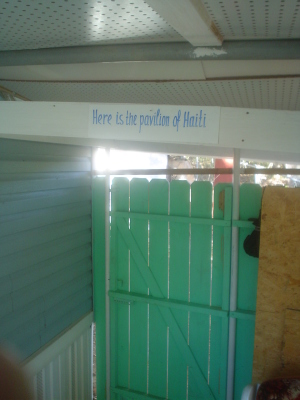 Here is the pavilion of Haiti